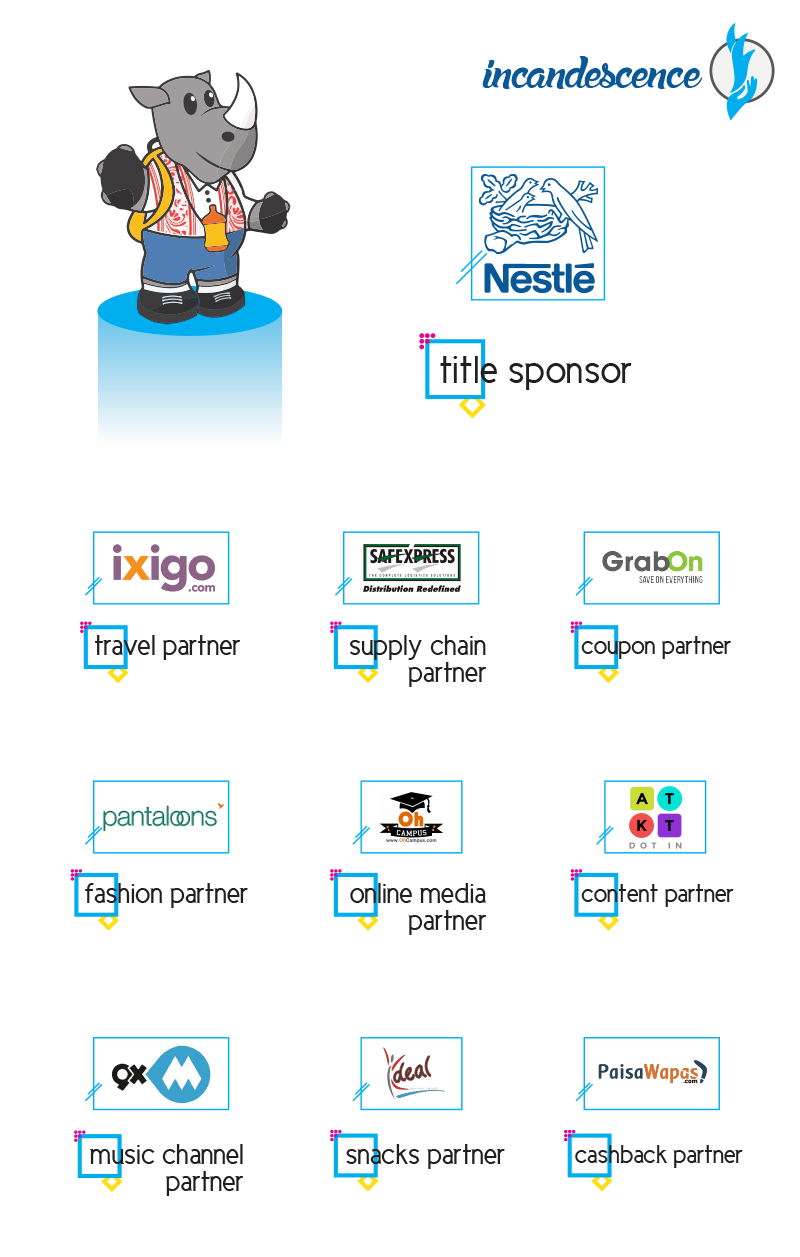 incandescence
Nestlé
title sponsor
ixigo
.com
travel partner
SAFEXPRESS
THE COMPLETE LOGISTICS SOLUTIONS
Distribution Redefined
supply chain
partner
GrabOn
SAVE ON EVERYTHING
coupon partner
pantaloons
fashion partner
Oh
CAMPUS
www.OhCampus.com
online media
partner
A T
K T
DOT IN
content partner
9x
M
music channel
partner
ideal
snacks partner
PaisaWapas
.com
cashback partner